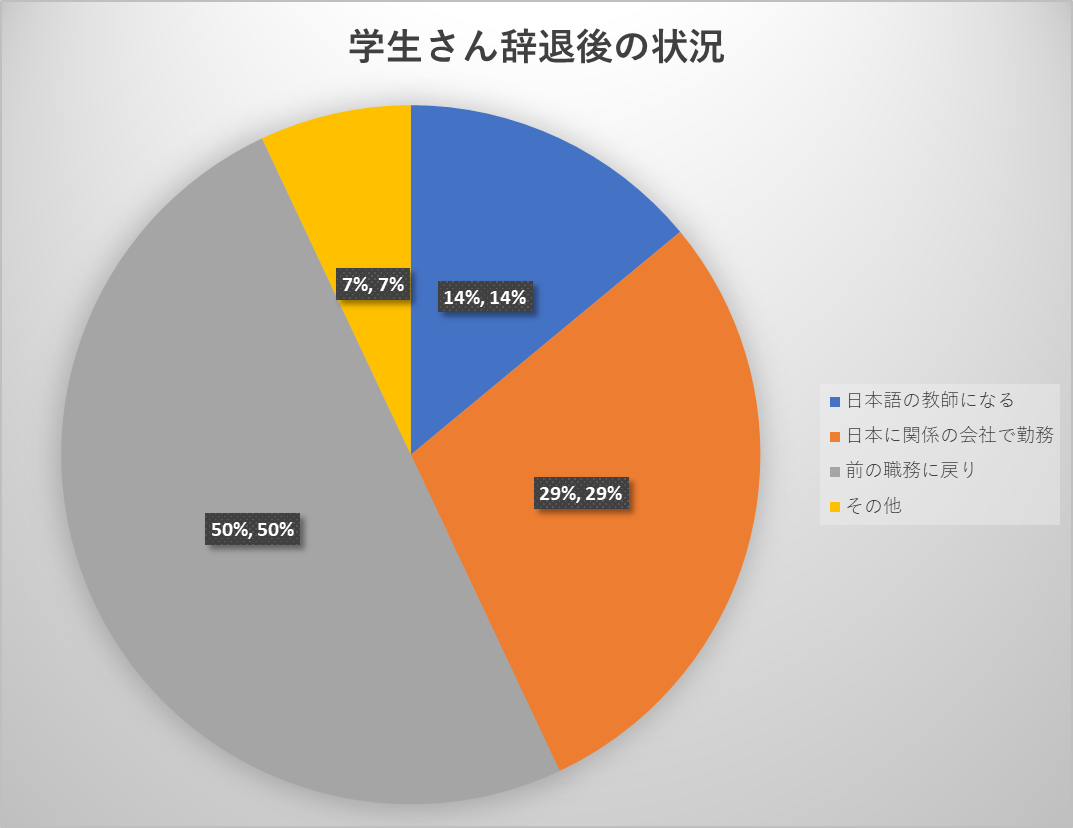 学生さん辞退後の状況
7%, 7%
14%, 14%
29%, 29%
50%, 50%
日本語の教師になる
日本に関係の会社で勤務
前の職務に戻り
その他